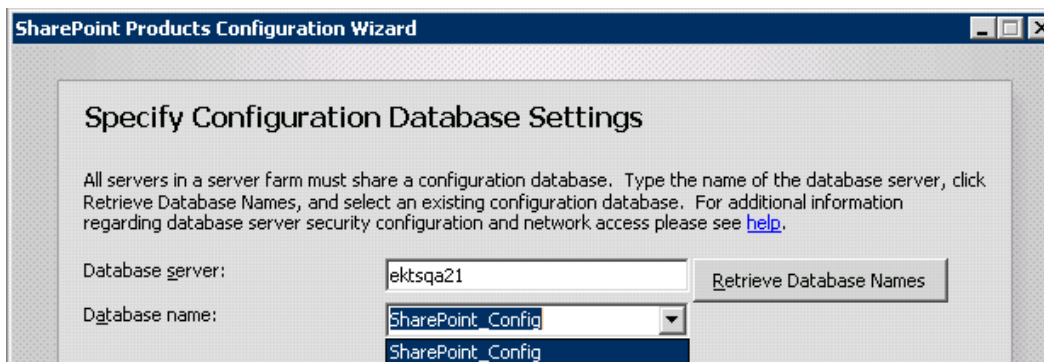 SharePoint Products Configuration Wizard
Specify Configuration Database Settings
All servers in a server farm must share a configuration database. Type the name of the database server, click
Retrieve Database Names, and select an existing configuration database. For additional information
regarding database server security configuration and network access please see help.
Database server:
ektsqa21
Retrieve Database Names
Database name:
SharePoint_Config
SharePoint_Config